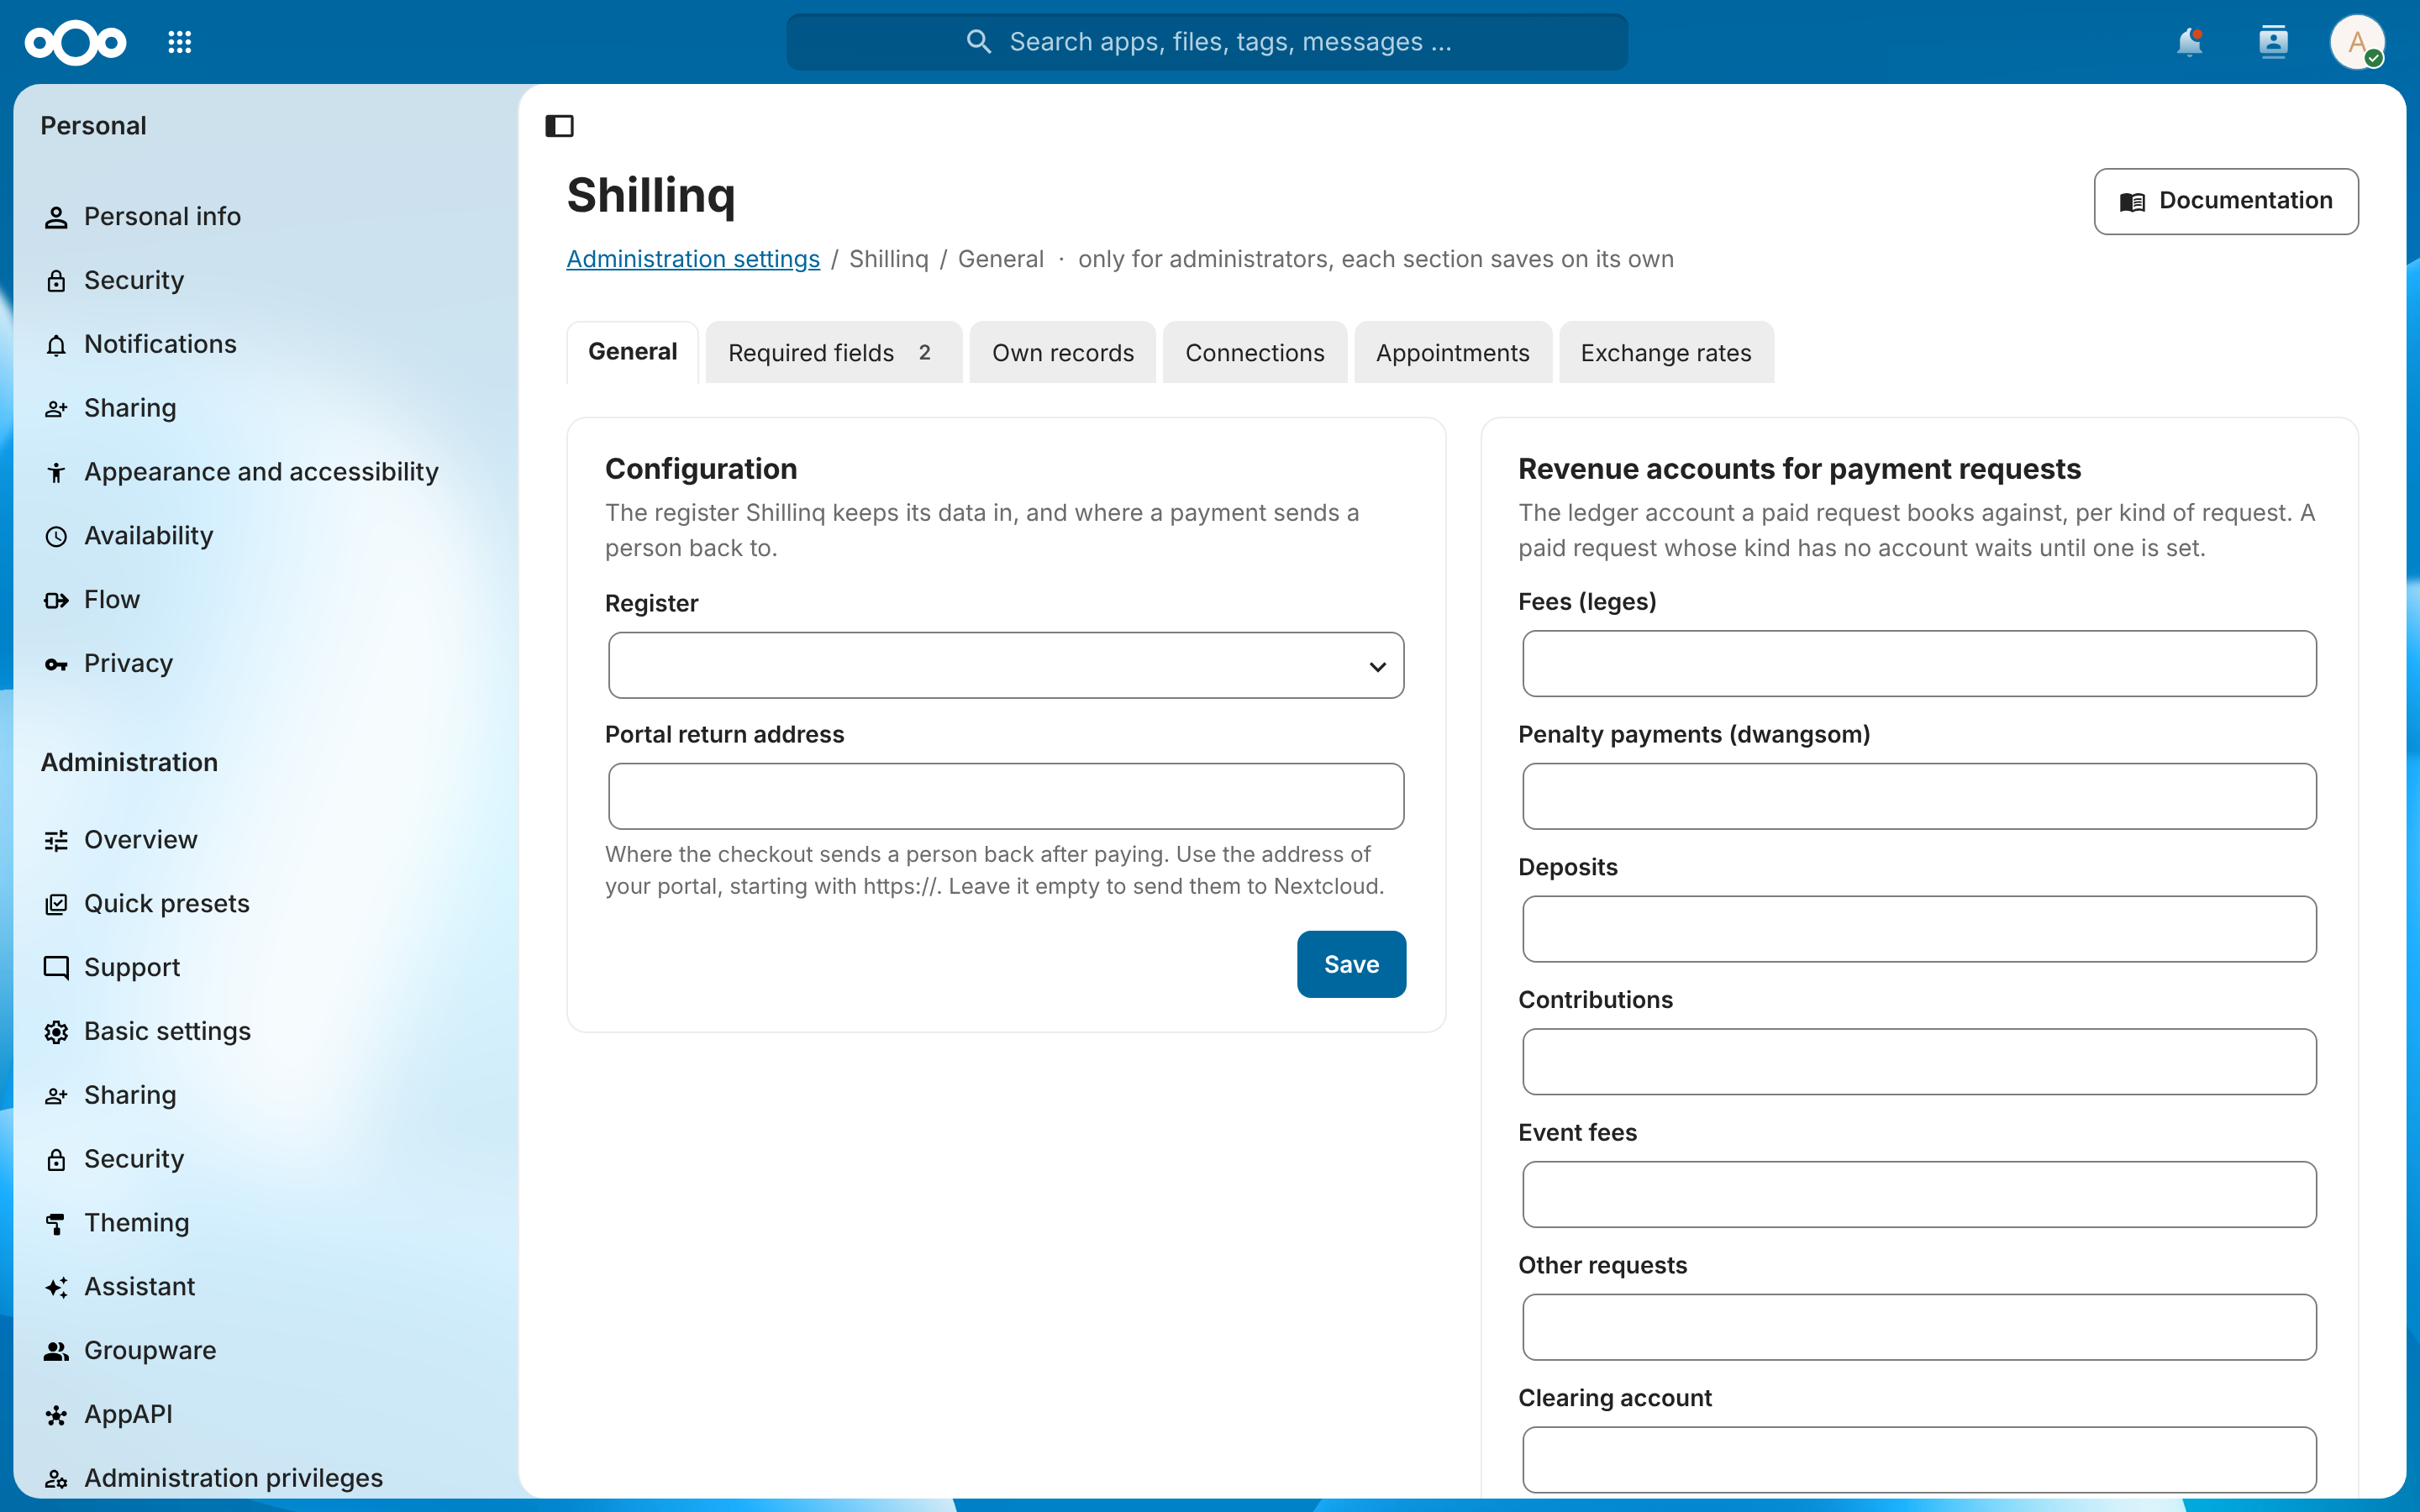 Search apps, files, tags, messages ...
A
Personal
Personal info
Security
Notifications
Sharing
Appearance and accessibility
Availability
Flow
Privacy
Administration
Overview
Quick presets
Support
Basic settings
Sharing
Security
Theming
Assistant
Groupware
AppAPI
Administration privileges
Shillinq
Documentation
Administration settings / Shillinq / General · only for administrators, each section saves on its own
General
Required fields 2
Own records
Connections
Appointments
Exchange rates
Configuration
The register Shillinq keeps its data in, and where a payment sends a
person back to.
Register
Portal return address
Where the checkout sends a person back after paying. Use the address of
your portal, starting with https://. Leave it empty to send them to Nextcloud.
Save
Revenue accounts for payment requests
The ledger account a paid request books against, per kind of request. A
paid request whose kind has no account waits until one is set.
Fees (leges)
Penalty payments (dwangsom)
Deposits
Contributions
Event fees
Other requests
Clearing account